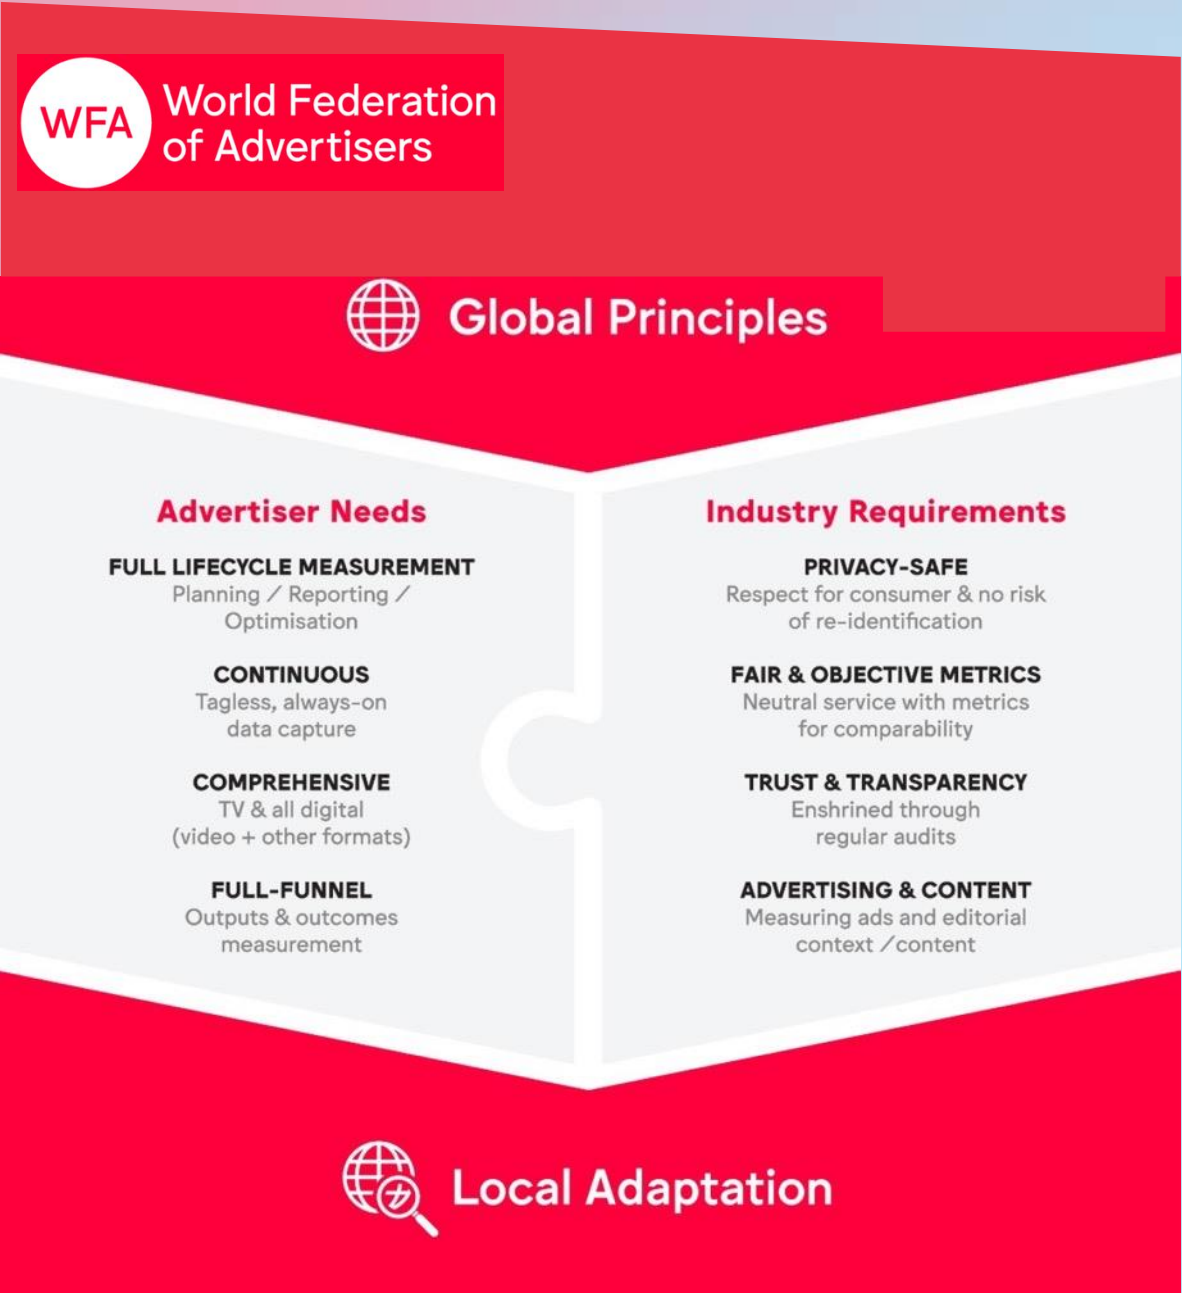 WFA
World Federation
of Advertisers
Global Principles
Advertiser Needs
FULL LIFECYCLE MEASUREMENT
Planning / Reporting /
Optimisation
CONTINUOUS
Tagless, always-on
data capture
COMPREHENSIVE
TV & all digital
(video + other formats)
FULL-FUNNEL
Outputs & outcomes
measurement
Industry Requirements
PRIVACY-SAFE
Respect for consumer & no risk
of re-identification
FAIR & OBJECTIVE METRICS
Neutral service with metrics
for comparability
TRUST & TRANSPARENCY
Enshrined through
regular audits
ADVERTISING & CONTENT
Measuring ads and editorial
context /content
Local Adaptation